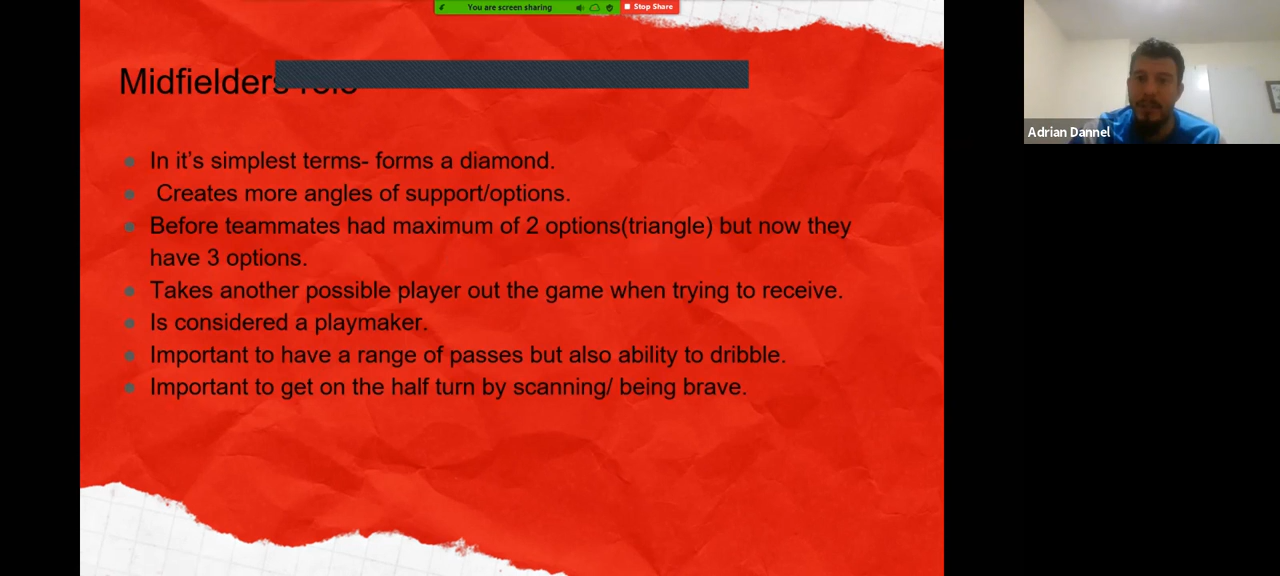 You are screen sharing
Stop Share
Midfielders role
In it's simplest terms- forms a diamond.
Creates more angles of support/options.
Before teammates had maximum of 2 options(triangle) but now they
have 3 options.
Takes another possible player out the game when trying to receive.
Is considered a playmaker.
Important to have a range of passes but also ability to dribble.
Important to get on the half turn by scanning/ being brave.
Adrian Dannel